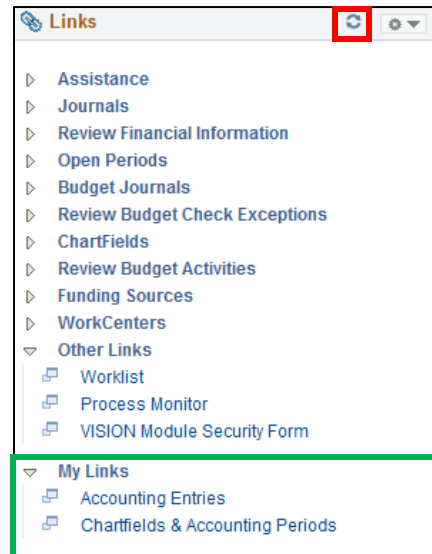 Links
Assistance
Journals
Review Financial Information
Open Periods
Budget Journals
Review Budget Check Exceptions
ChartFields
Review Budget Activities
Funding Sources
WorkCenters
Other Links
Worklist
Process Monitor
VISION Module Security Form
My Links
Accounting Entries
Chartfields & Accounting Periods